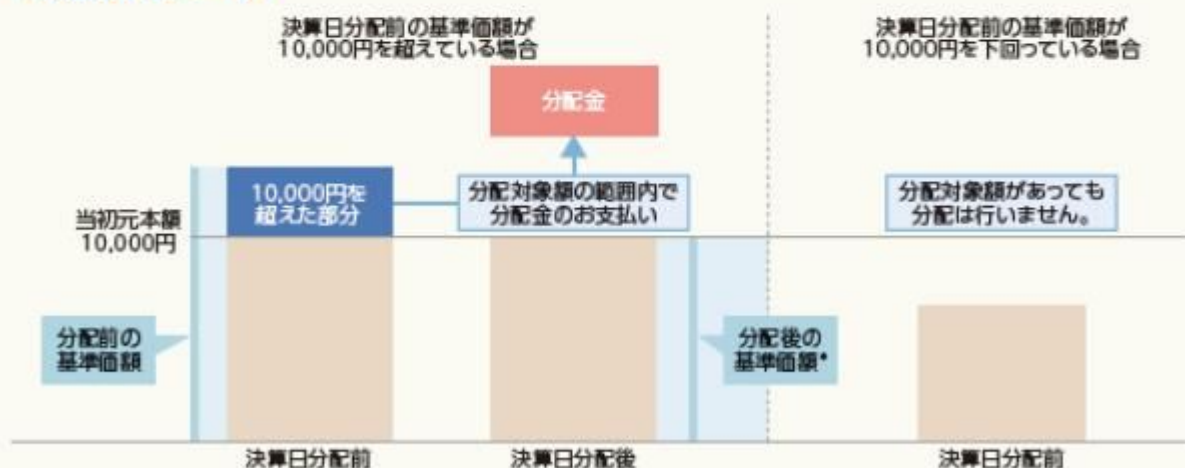 決算日分配前の基準価額が
10,000円を超えている場合
決算日分配前の基準価額が
10,000円を下回っている場合
分配金
10,000円を
超えた部分
分配対象額の範囲内で
分配金のお支払い
分配対象額があっても
分配は行いません。
当初元本額
10,000円
分配前の
基準価額
分配後の
基準価額*
決算日分配前
決算日分配後
決算日分配前